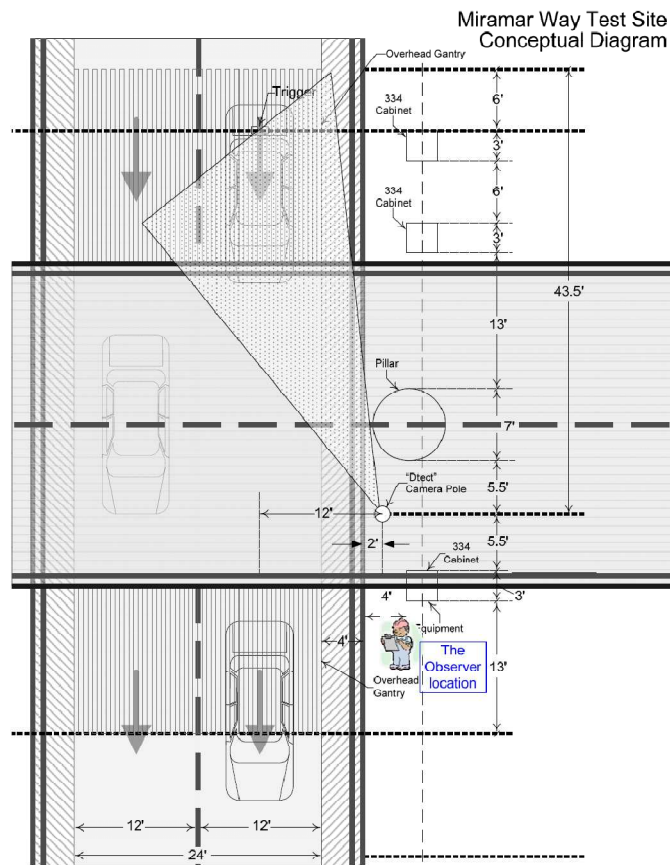 Miramar Way Test Site
Conceptual Diagram
Overhead Gantry
Trigger
334
Cabinet
6'
3'
6'
334
Cabinet
3'
43.5'
13'
Pillar
7'
"Dtect"
Camera Pole
5.5'
12'
2'
5.5'
334
Cabinet
4'
3'
Equipment
4'
The
Observer
location
13'
Overhead
Gantry
12'
12'
24'